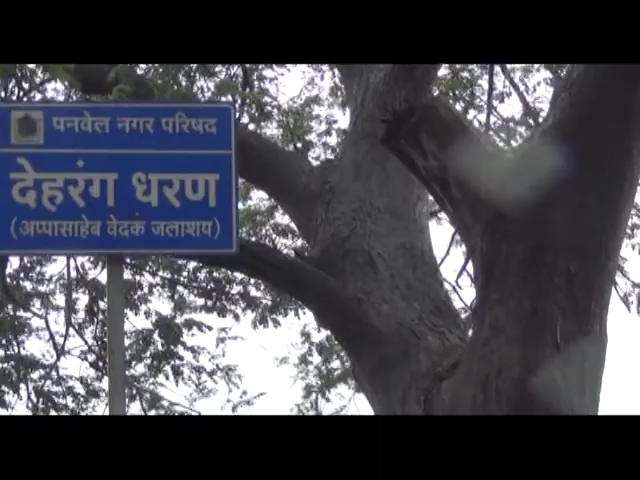 पनवेल नगर परिषद
देहरंग धरण
(अप्पासाहेब वेदक जलाशय)